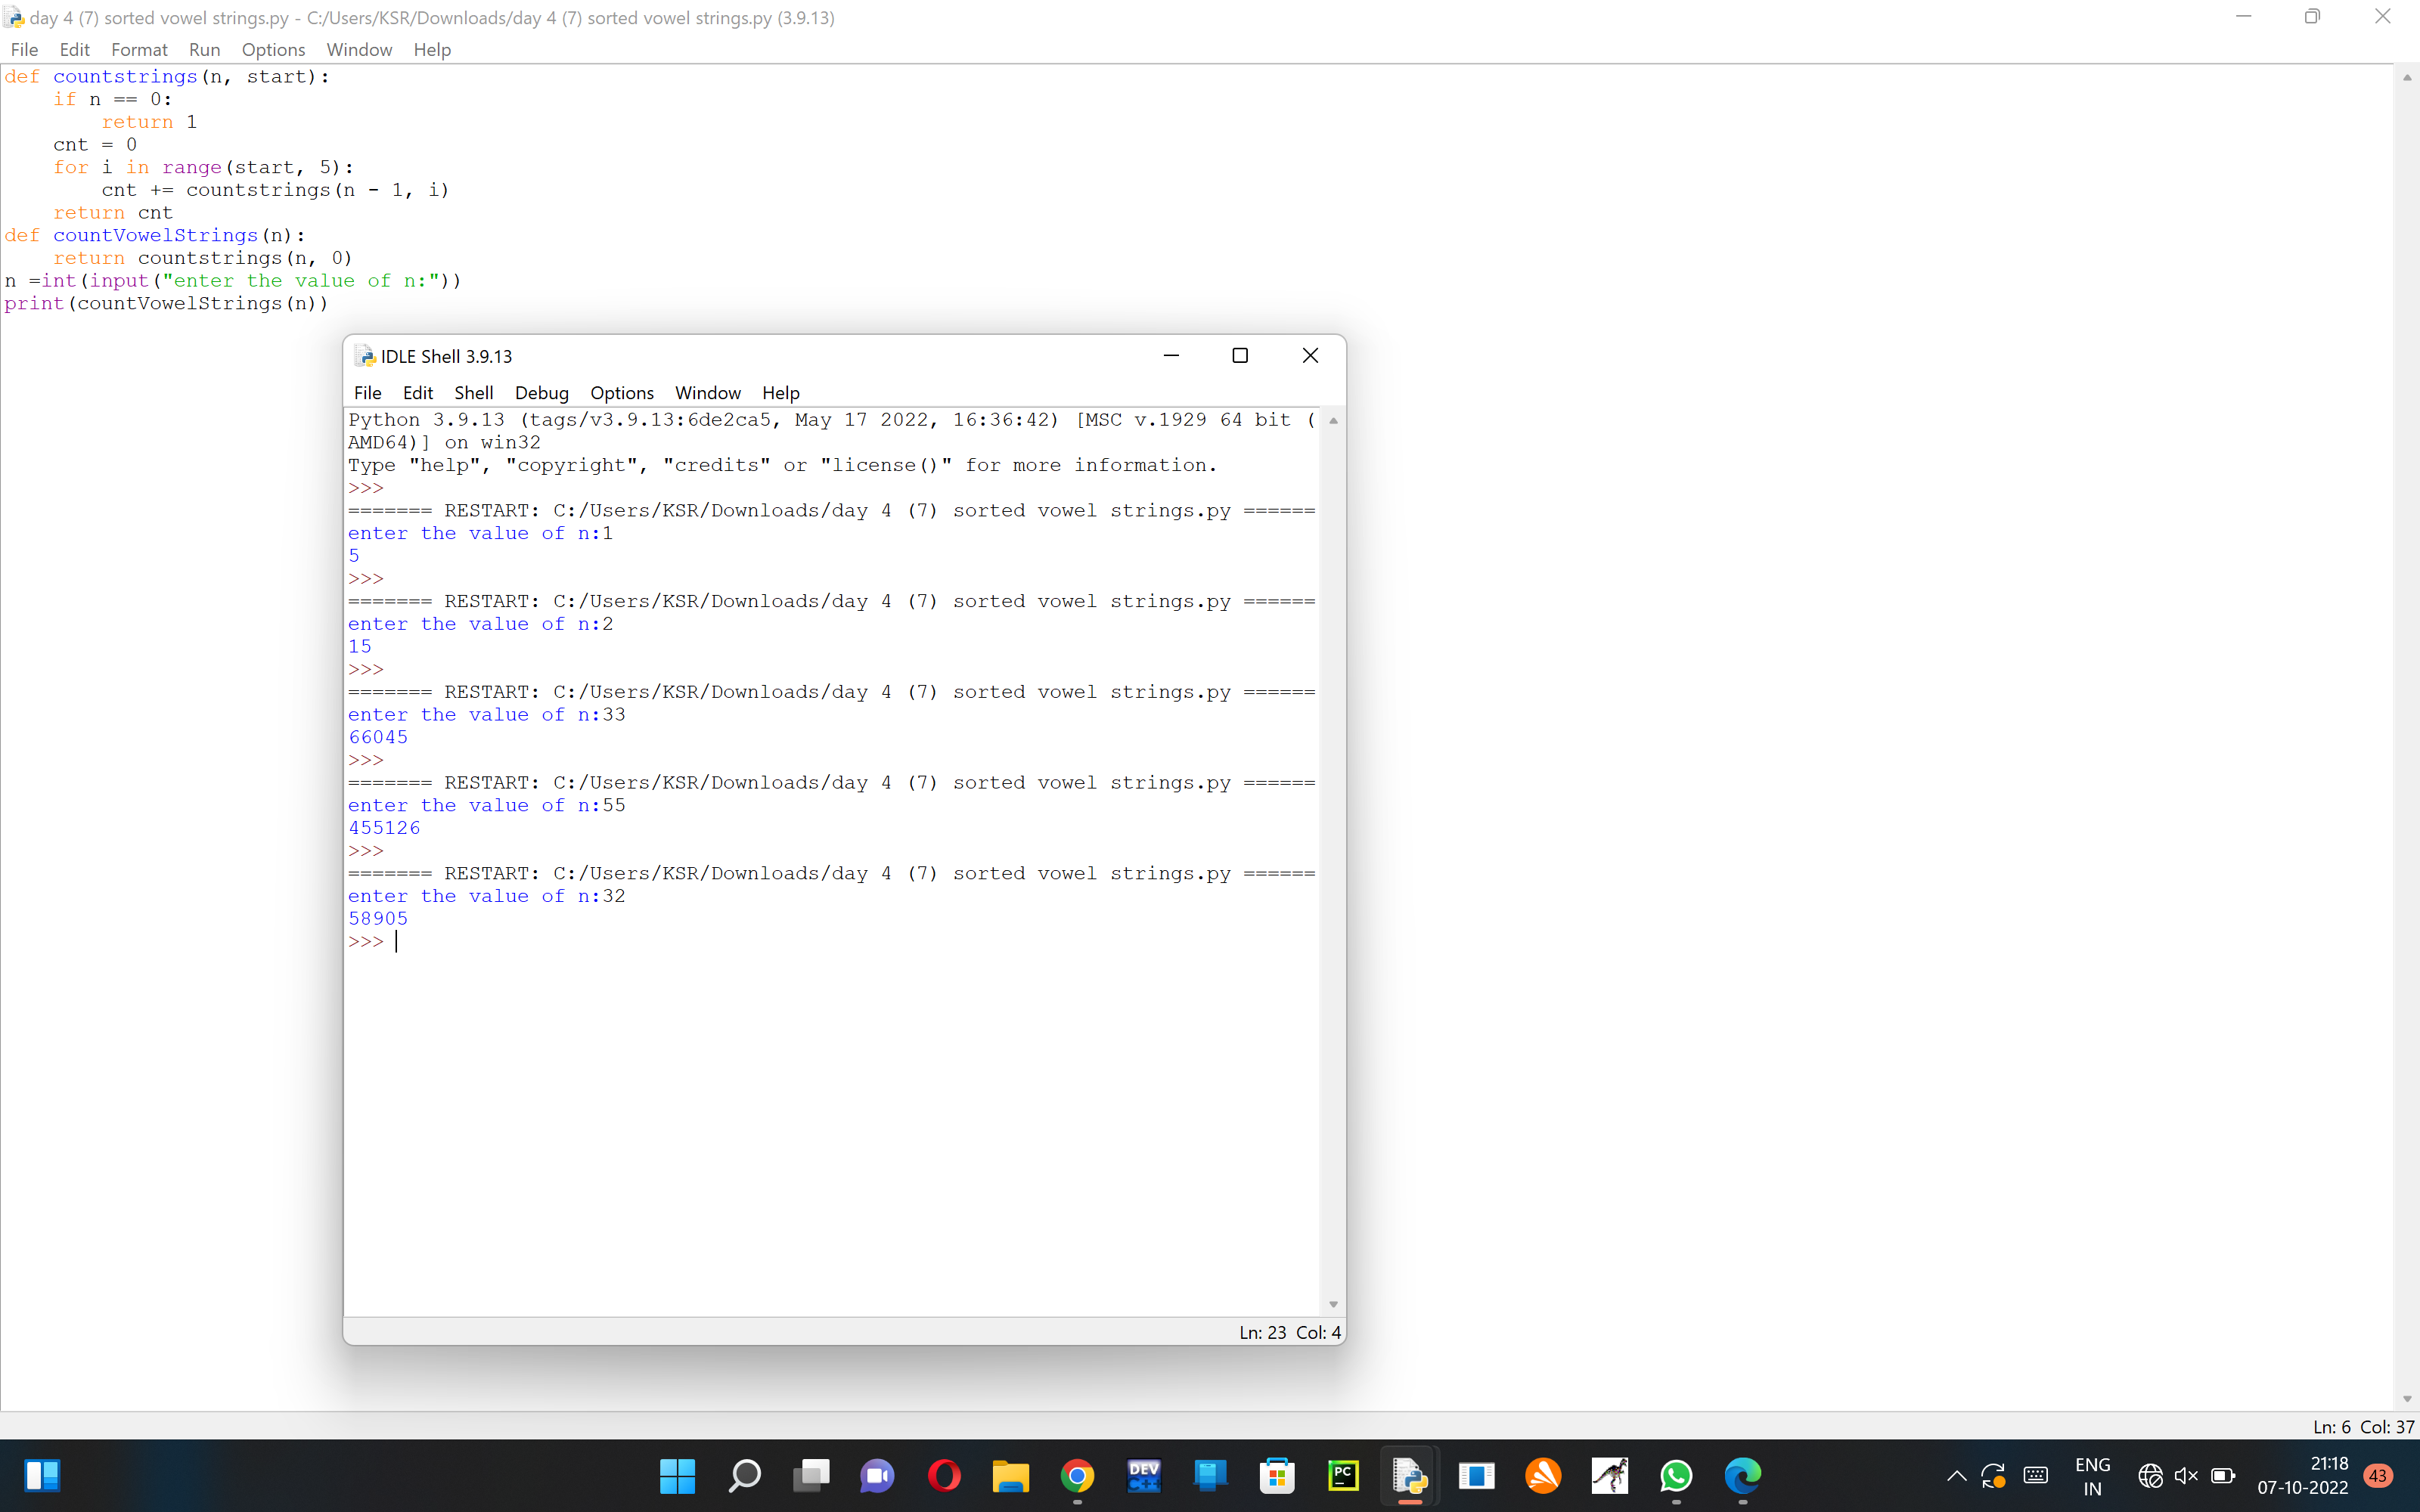 day 4 (7) sorted vowel strings.py - C:/Users/KSR/Downloads/day 4 (7) sorted vowel strings.py (3.9.13)
File Edit Format Run Options Window Help
def countstrings(n, start):
    if n == 0:
        return 1
    cnt = 0
    for i in range(start, 5):
        cnt += countstrings(n - 1, i)
    return cnt
def countVowelStrings(n):
    return countstrings(n, 0)
n =int(input("enter the value of n:"))
print(countVowelStrings(n))
IDLE Shell 3.9.13
File Edit Shell Debug Options Window Help
Python 3.9.13 (tags/v3.9.13:6de2ca5, May 17 2022, 16:36:42) [MSC v.1929 64 bit (
AMD64)] on win32
Type "help", "copyright", "credits" or "license()" for more information.
>>>
======= RESTART: C:/Users/KSR/Downloads/day 4 (7) sorted vowel strings.py ======
enter the value of n:1
5
>>>
======= RESTART: C:/Users/KSR/Downloads/day 4 (7) sorted vowel strings.py ======
enter the value of n:2
15
>>>
======= RESTART: C:/Users/KSR/Downloads/day 4 (7) sorted vowel strings.py ======
enter the value of n:33
66045
>>>
======= RESTART: C:/Users/KSR/Downloads/day 4 (7) sorted vowel strings.py ======
enter the value of n:55
455126
>>>
======= RESTART: C:/Users/KSR/Downloads/day 4 (7) sorted vowel strings.py ======
enter the value of n:32
58905
>>>
Ln: 23 Col: 4
Ln: 6 Col: 37
DEV
C++
PC
ENG
IN
21:18
07-10-2022
43